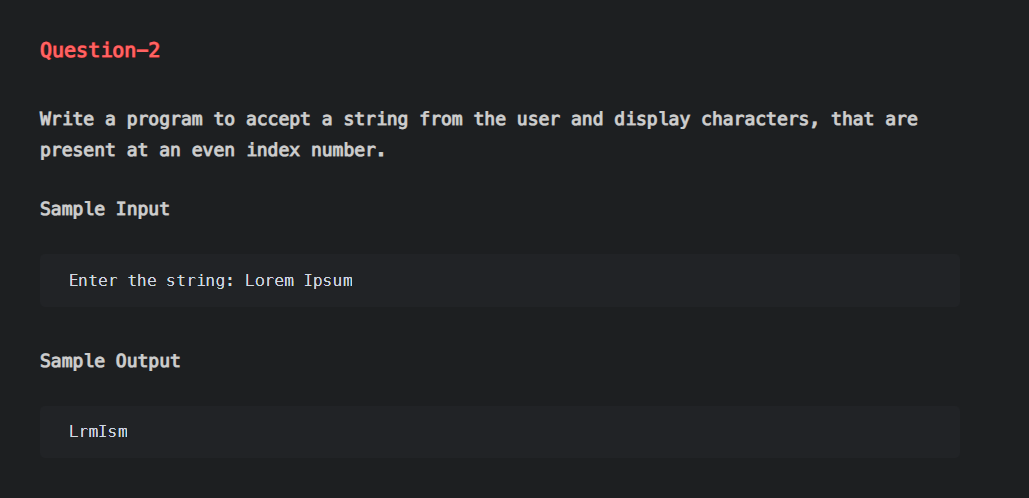 Question-2
Write a program to accept a string from the user and display characters, that are
present at an even index number.
Sample Input
Enter the string: Lorem Ipsum
Sample Output
LrmIsm